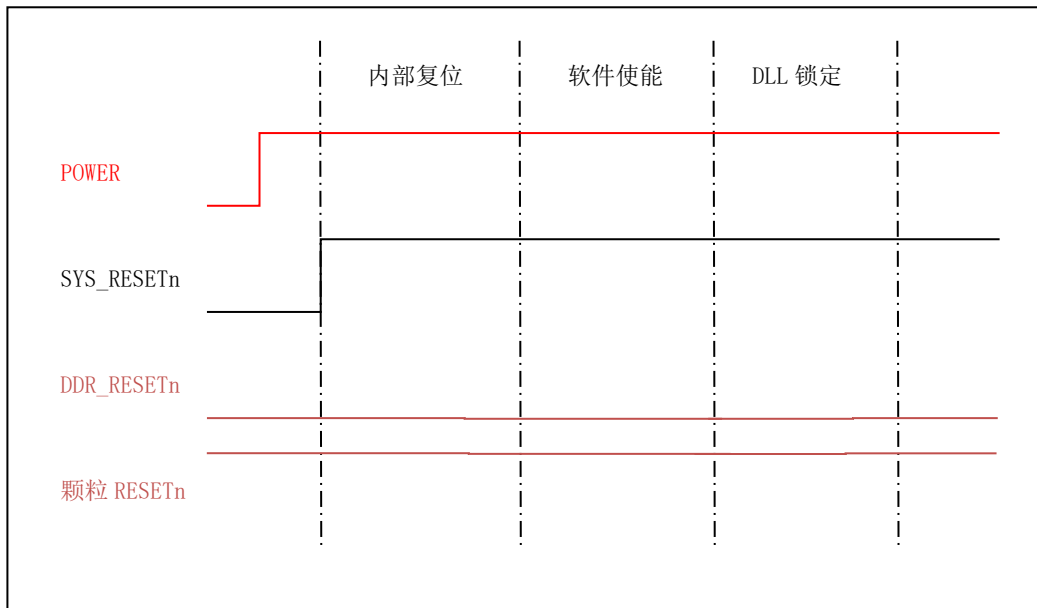 内部复位 软件使能 DLL 锁定
POWER
SYS_RESETn
DDR_RESETn
颗粒 RESETn